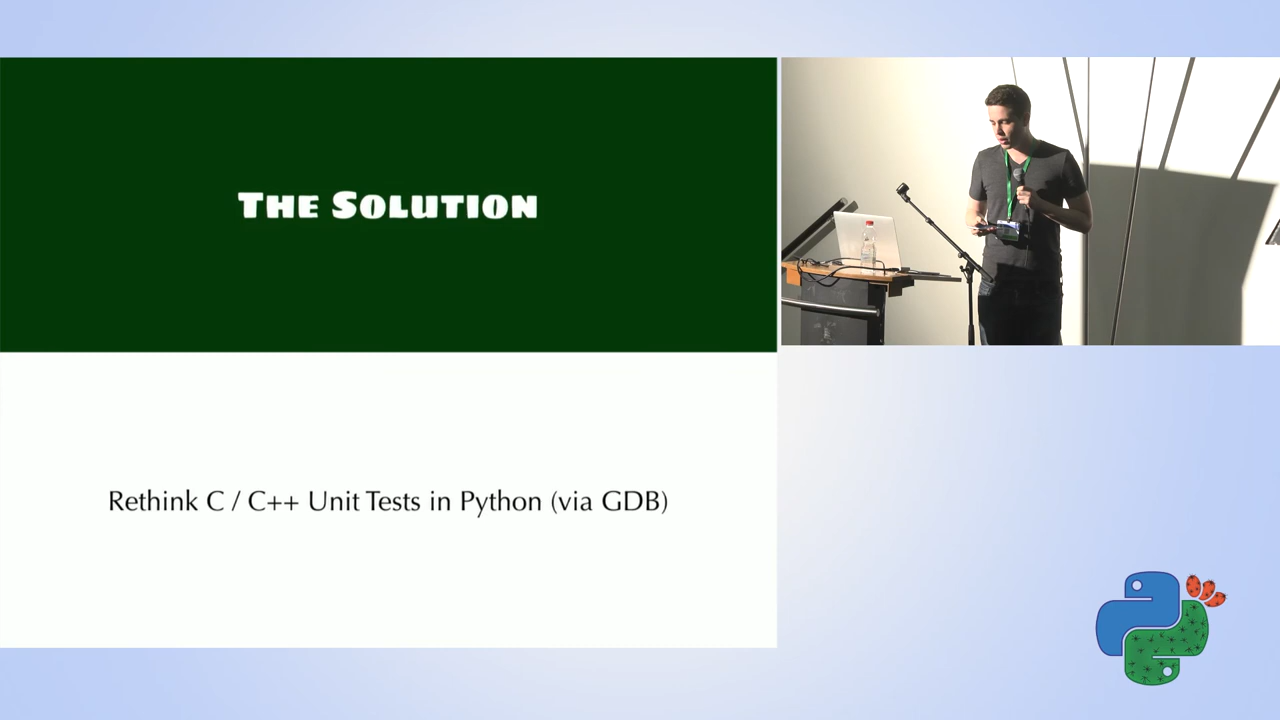 The Solution
Rethink C / C++ Unit Tests in Python (via GDB)